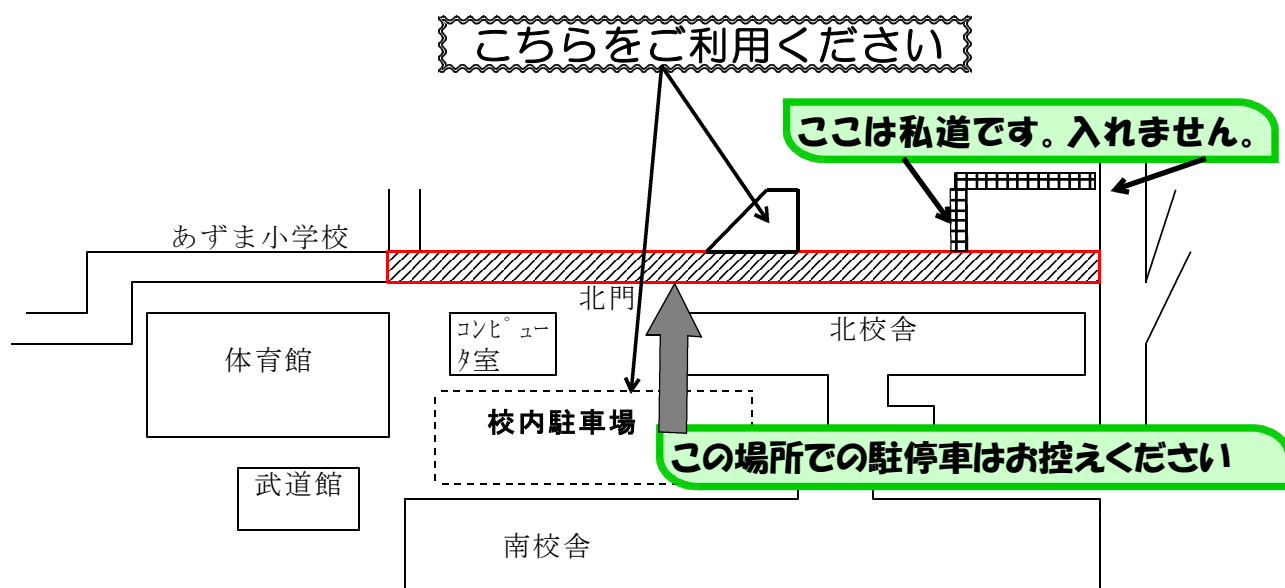 こちらをご利用ください
ここは私道です。入れません。
あずま小学校
北門
コンピュー
タ室
北校舎
体育館
校内駐車場
この場所での駐停車はお控えください
武道館
南校舎